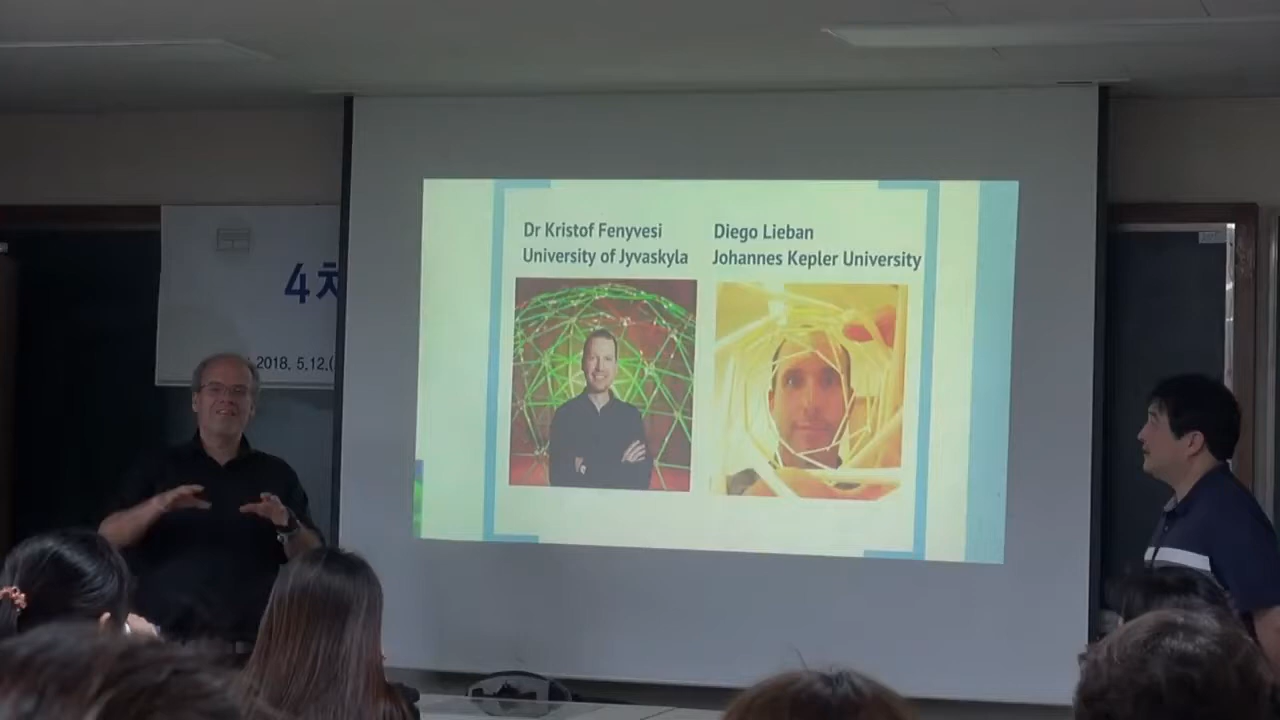 Dr Kristof Fenyvesi
University of Jyvaskyla
Diego Lieban
Johannes Kepler University
4차
2018. 5.12.(